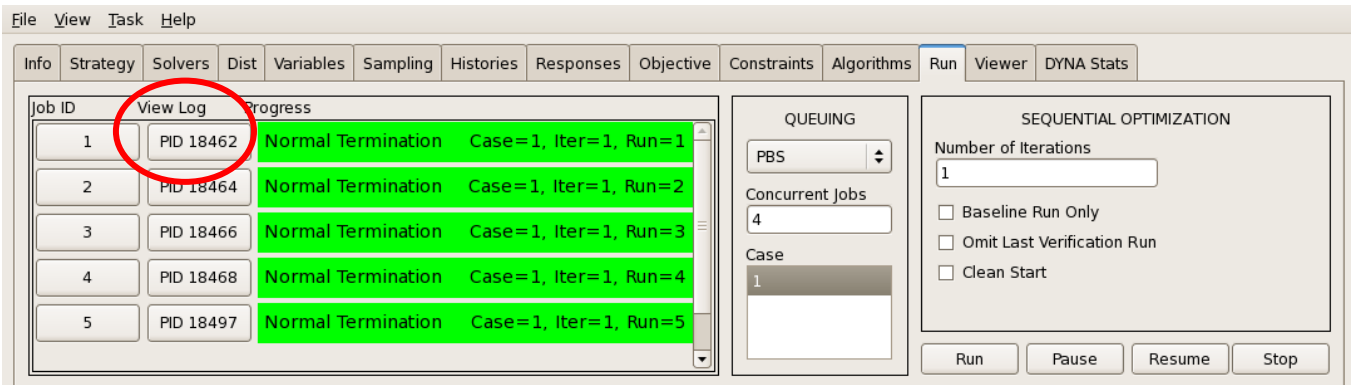 File View Task Help
Info Strategy Solvers Dist Variables Sampling Histories Responses Objective Constraints Algorithms Run Viewer DYNA Stats
Job ID View Log Progress
1 PID 18462 Normal Termination Case=1, Iter=1, Run=1
2 PID 18464 Normal Termination Case=1, Iter=1, Run=2
3 PID 18466 Normal Termination Case=1, Iter=1, Run=3
4 PID 18468 Normal Termination Case=1, Iter=1, Run=4
5 PID 18497 Normal Termination Case=1, Iter=1, Run=5
QUEUING
PBS
Concurrent Jobs
4
Case
1
SEQUENTIAL OPTIMIZATION
Number of Iterations
1
Baseline Run Only
Omit Last Verification Run
Clean Start
Run Pause Resume Stop